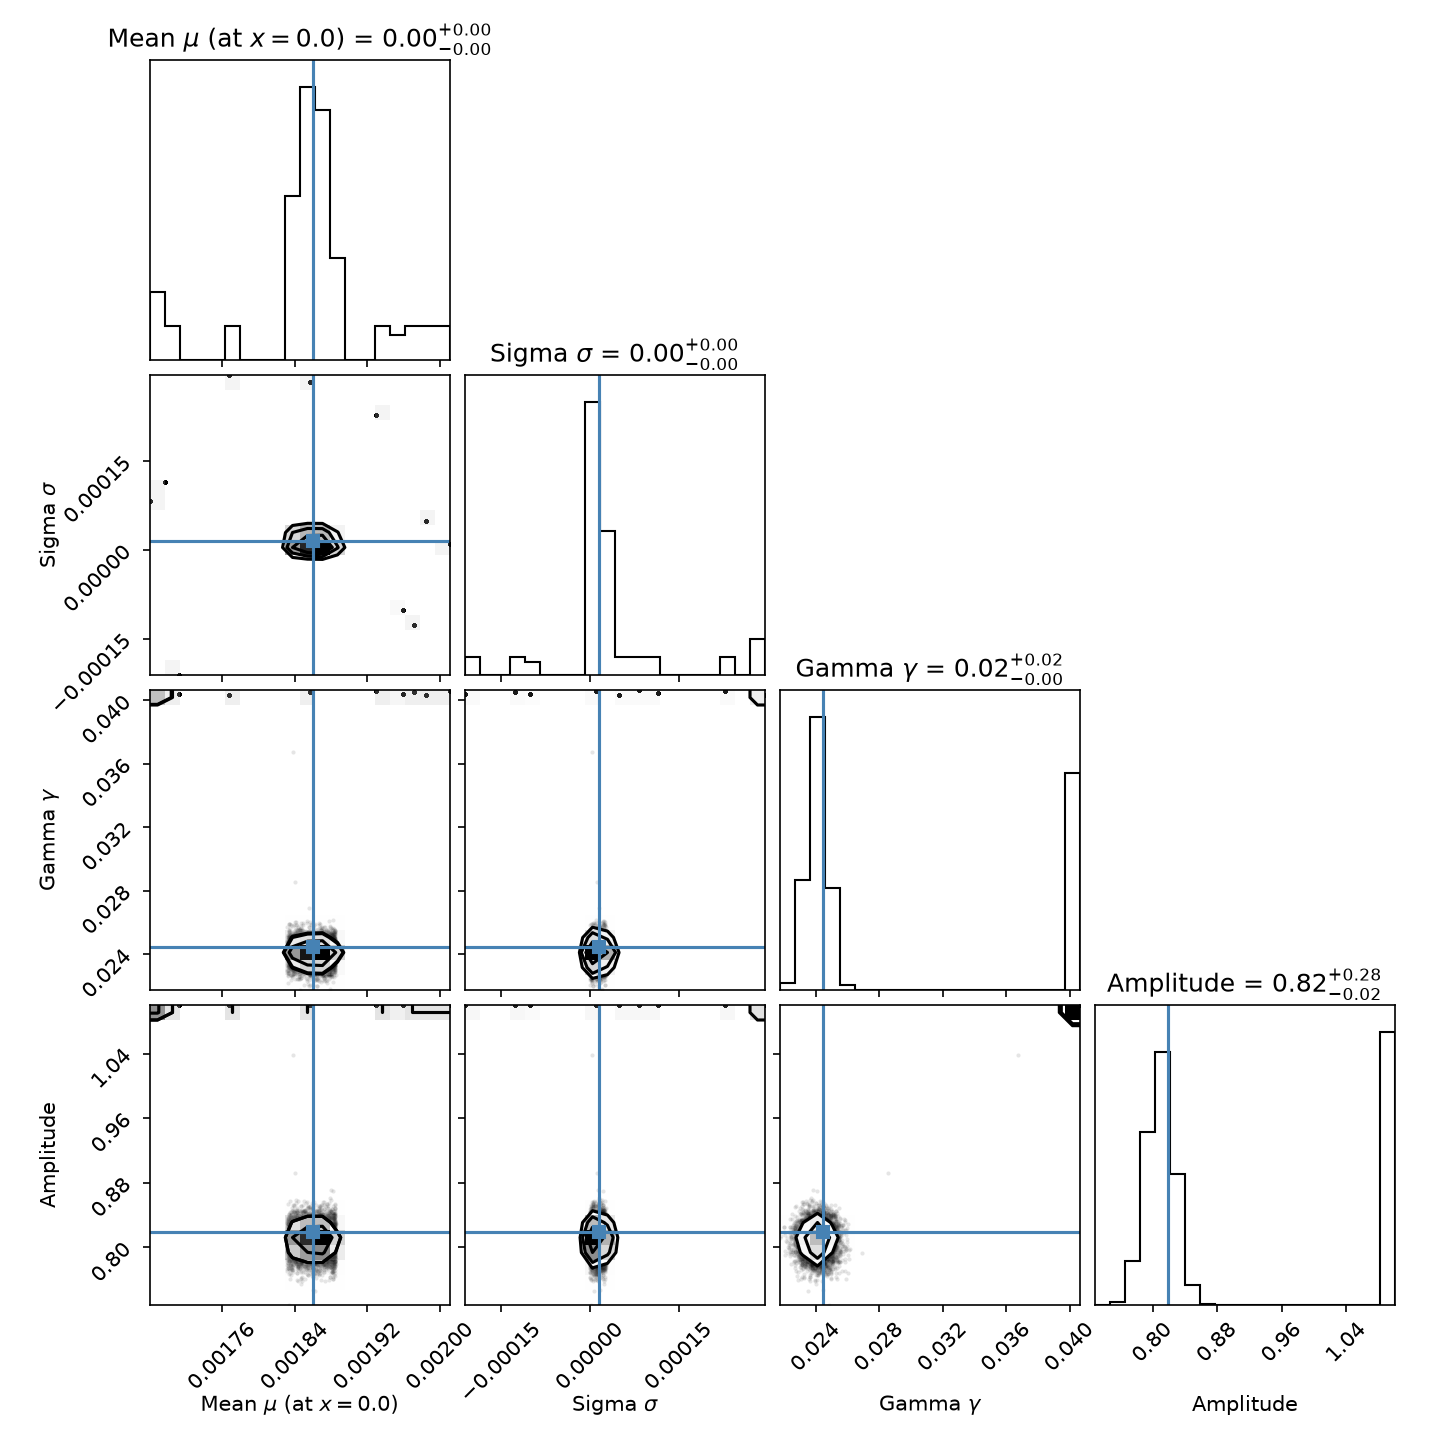 Mean μ (at x = 0.0) = 0.00+0.00−0.00
Sigma σ = 0.00+0.00−0.00
Sigma σ
0.00015
0.00000
−0.00015
Gamma γ = 0.02+0.02−0.00
Gamma γ
0.040
0.036
0.032
0.028
0.024
Amplitude = 0.82+0.28−0.02
Amplitude
1.04
0.96
0.88
0.80
0.00176 0.00184 0.00192 0.00200
−0.00015 0.00000 0.00015
0.024 0.028 0.032 0.036 0.040
0.80 0.88 0.96 1.04
Mean μ (at x = 0.0)
Sigma σ
Gamma γ
Amplitude